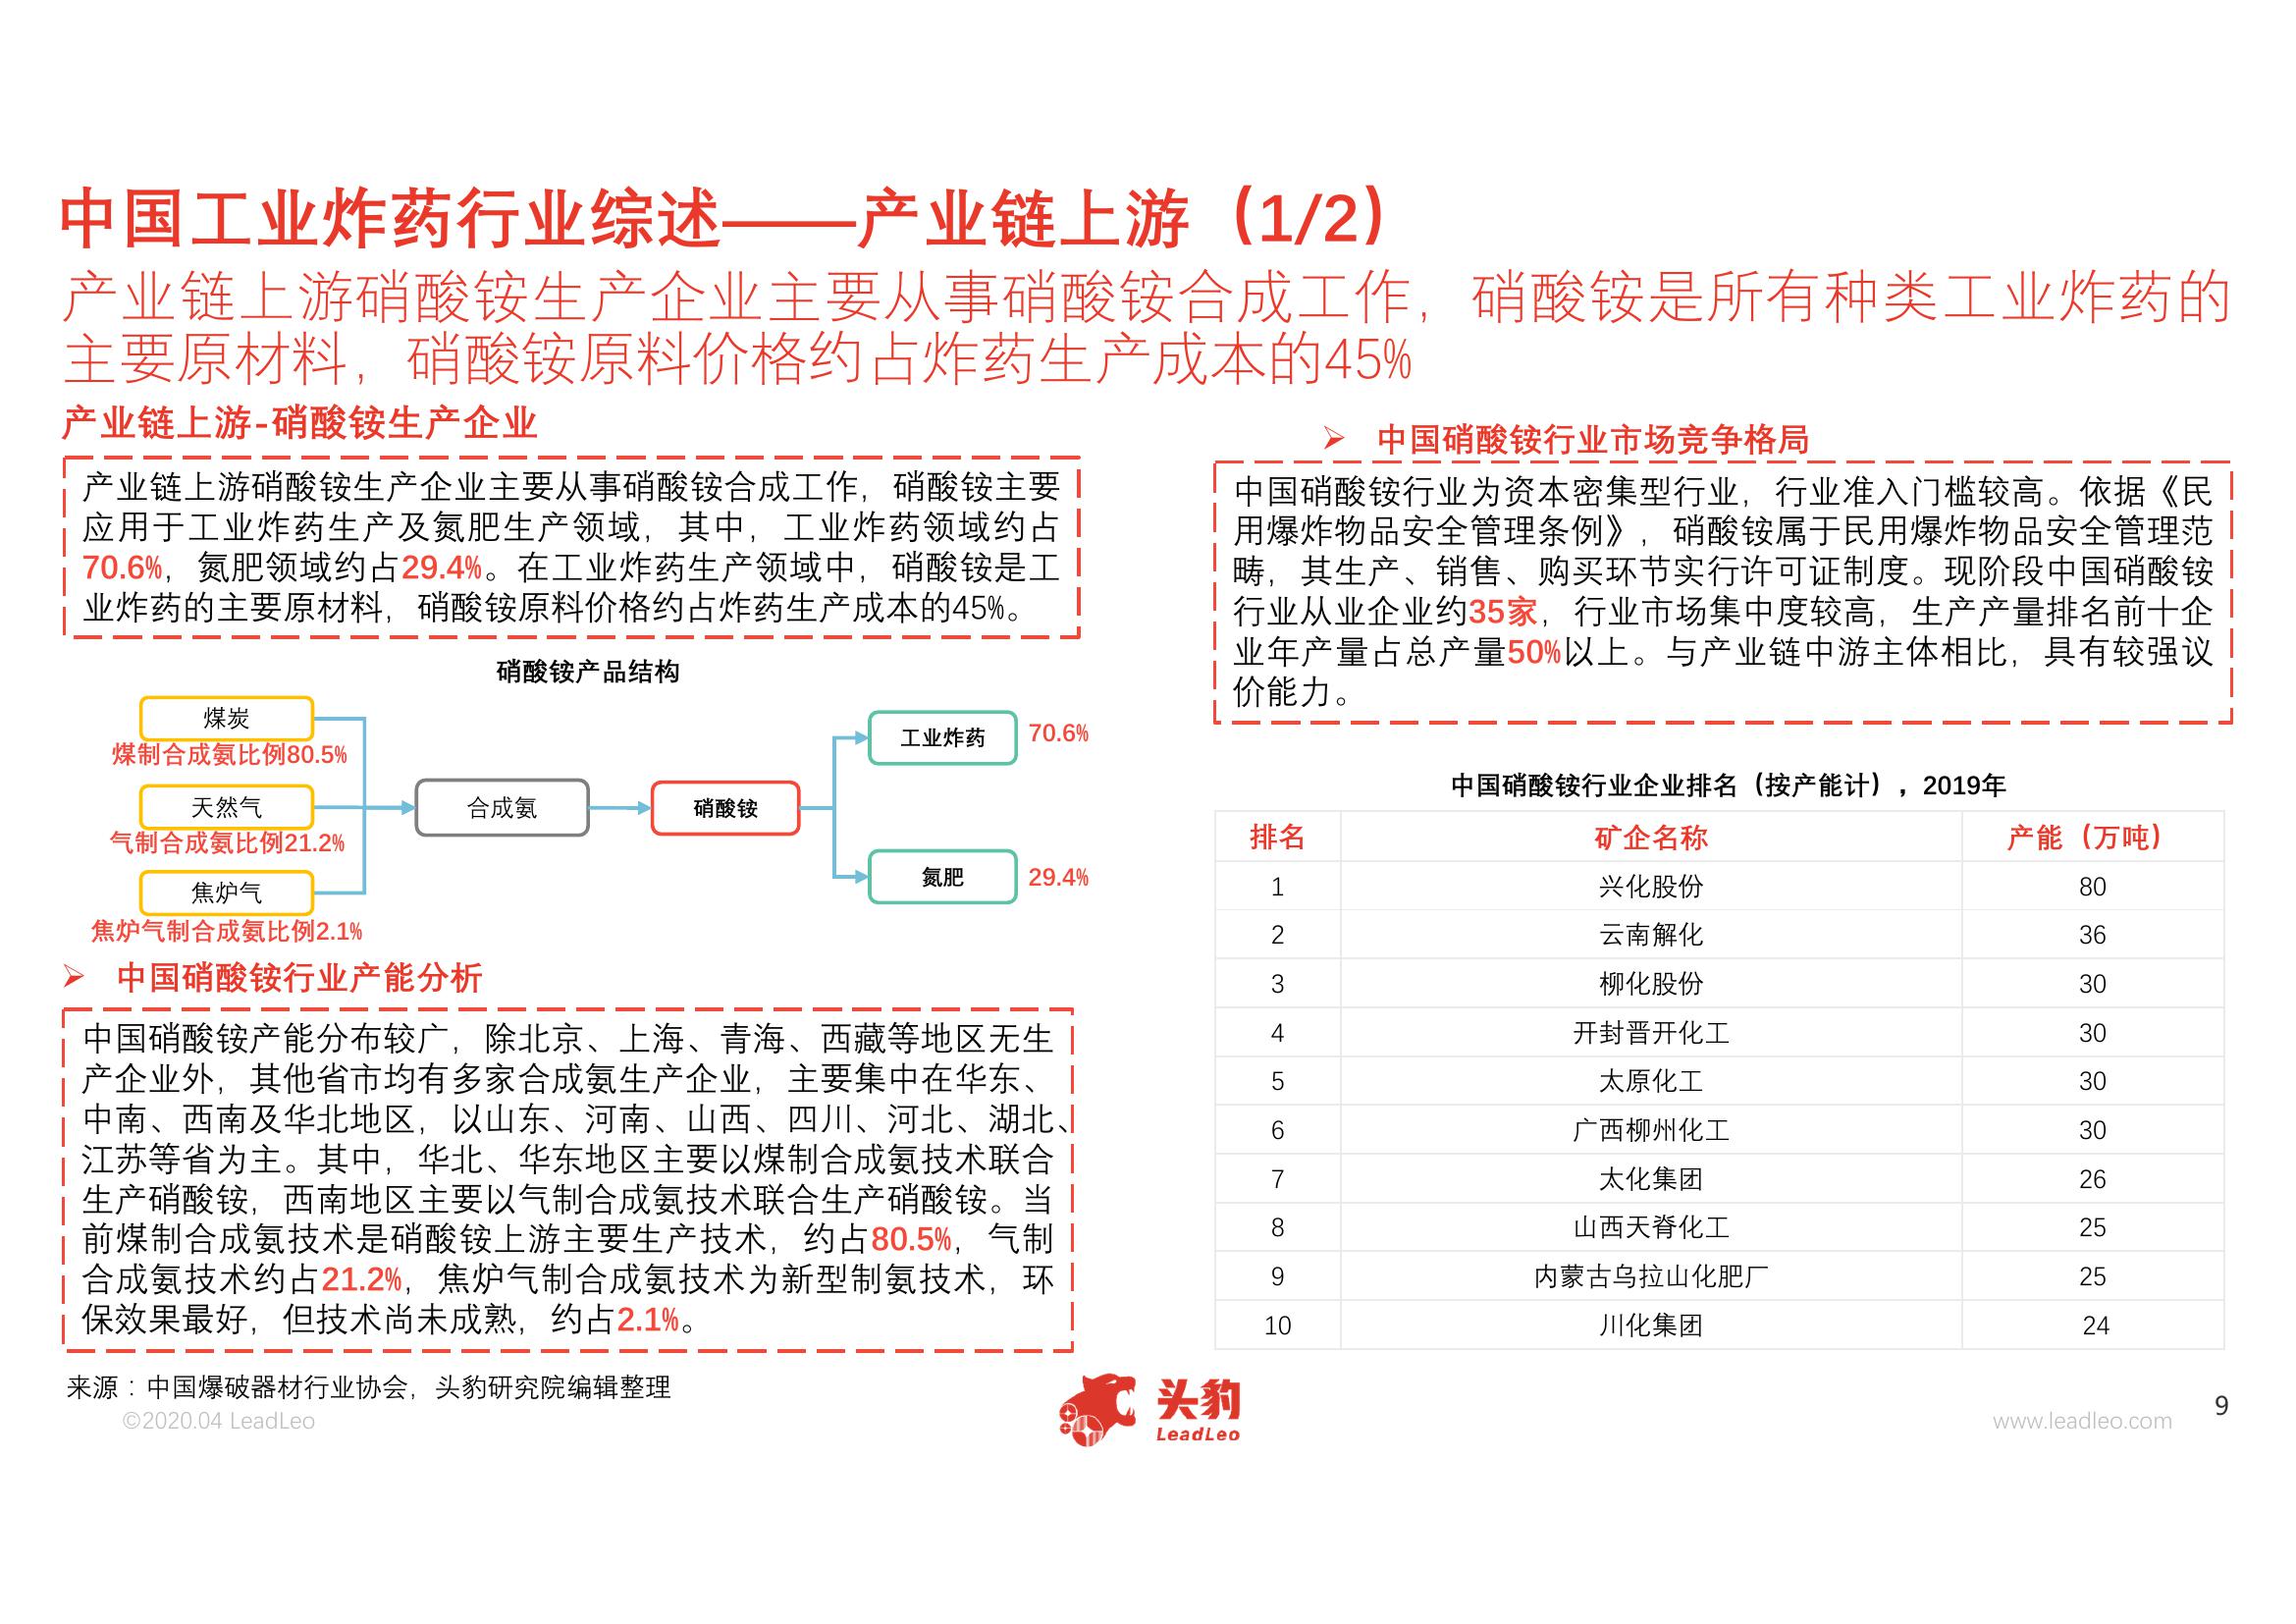 中国工业炸药行业综述——产业链上游（1/2）
产业链上游硝酸铵生产企业主要从事硝酸铵合成工作，硝酸铵是所有种类工业炸药的
主要原材料，硝酸铵原料价格约占炸药生产成本的45%
产业链上游-硝酸铵生产企业
产业链上游硝酸铵生产企业主要从事硝酸铵合成工作，硝酸铵主要
应用于工业炸药生产及氮肥生产领域，其中，工业炸药领域约占
70.6%，氮肥领域约占29.4%。在工业炸药生产领域中，硝酸铵是工
业炸药的主要原材料，硝酸铵原料价格约占炸药生产成本的45%。
硝酸铵产品结构
煤炭
煤制合成氨比例80.5%
天然气
气制合成氨比例21.2%
焦炉气
焦炉气制合成氨比例2.1%
合成氨
硝酸铵
工业炸药
70.6%
氮肥
29.4%
➢ 中国硝酸铵行业产能分析
中国硝酸铵产能分布较广，除北京、上海、青海、西藏等地区无生
产企业外，其他省市均有多家合成氨生产企业，主要集中在华东、
中南、西南及华北地区，以山东、河南、山西、四川、河北、湖北、
江苏等省为主。其中，华北、华东地区主要以煤制合成氨技术联合
生产硝酸铵，西南地区主要以气制合成氨技术联合生产硝酸铵。当
前煤制合成氨技术是硝酸铵上游主要生产技术，约占80.5%，气制
合成氨技术约占21.2%，焦炉气制合成氨技术为新型制氨技术，环
保效果最好，但技术尚未成熟，约占2.1%。
➢ 中国硝酸铵行业市场竞争格局
中国硝酸铵行业为资本密集型行业，行业准入门槛较高。依据《民
用爆炸物品安全管理条例》，硝酸铵属于民用爆炸物品安全管理范
畴，其生产、销售、购买环节实行许可证制度。现阶段中国硝酸铵
行业从业企业约35家，行业市场集中度较高，生产产量排名前十企
业年产量占总产量50%以上。与产业链中游主体相比，具有较强议
价能力。
中国硝酸铵行业企业排名（按产能计），2019年
排名 矿企名称 产能（万吨）
1 兴化股份 80
2 云南解化 36
3 柳化股份 30
4 开封晋开化工 30
5 太原化工 30
6 广西柳州化工 30
7 太化集团 26
8 山西天脊化工 25
9 内蒙古乌拉山化肥厂 25
10 川化集团 24
来源：中国爆破器材行业协会，头豹研究院编辑整理
©2020.04 LeadLeo
头豹
LeadLeo
www.leadleo.com
9